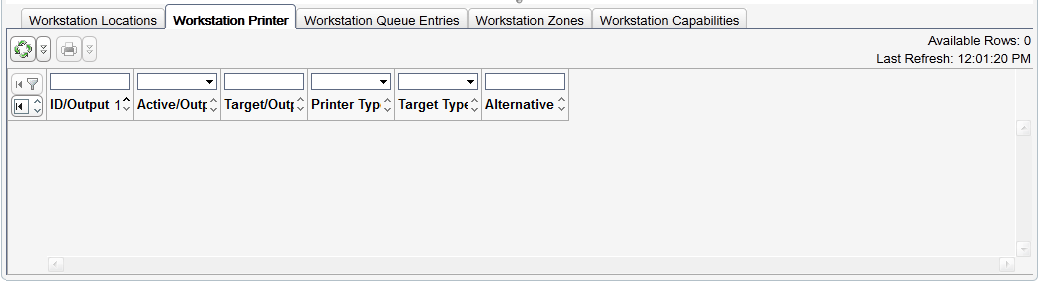 Workstation Locations Workstation Printer Workstation Queue Entries Workstation Zones Workstation Capabilities
Available Rows: 0
Last Refresh: 12:01:20 PM
ID/Output 1 Active/Outp Target/Outp Printer Typ Target Type Alternative